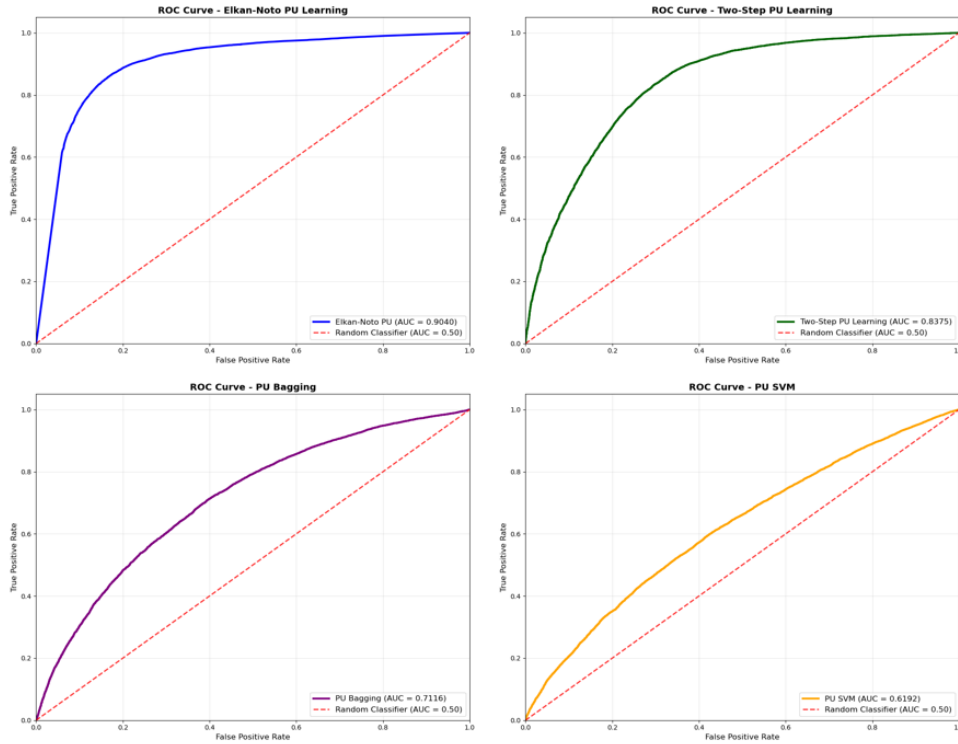 ROC Curve - Elkan-Noto PU Learning
1.0
0.8
0.6
0.4
0.2
0.0
True Positive Rate
Elkan-Noto PU (AUC = 0.9040)
Random Classifier (AUC = 0.50)
0.0 0.2 0.4 0.6 0.8 1.0
False Positive Rate
ROC Curve - Two-Step PU Learning
1.0
0.8
0.6
0.4
0.2
0.0
True Positive Rate
Two-Step PU Learning (AUC = 0.8375)
Random Classifier (AUC = 0.50)
0.0 0.2 0.4 0.6 0.8 1.0
False Positive Rate
ROC Curve - PU Bagging
1.0
0.8
0.6
0.4
0.2
0.0
True Positive Rate
PU Bagging (AUC = 0.7116)
Random Classifier (AUC = 0.50)
0.0 0.2 0.4 0.6 0.8 1.0
False Positive Rate
ROC Curve - PU SVM
1.0
0.8
0.6
0.4
0.2
0.0
True Positive Rate
PU SVM (AUC = 0.6192)
Random Classifier (AUC = 0.50)
0.0 0.2 0.4 0.6 0.8 1.0
False Positive Rate